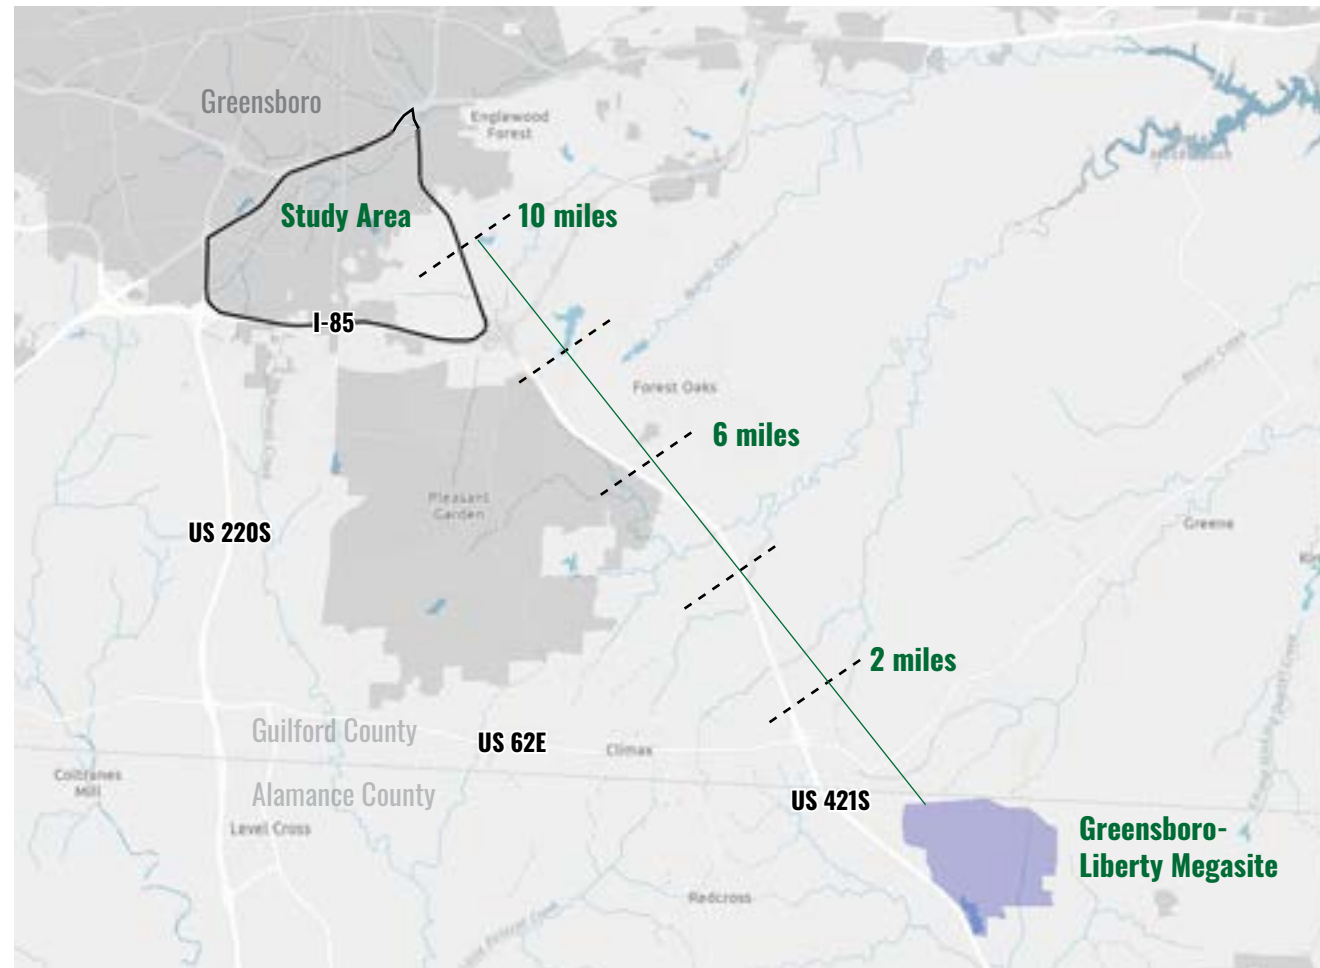 Greensboro
Englewood
Forest
Study Area
10 miles
I-85
Forest Oaks
6 miles
Pleasant
Garden
US 220S
Greene
2 miles
Guilford County
US 62E
Climax
Coltranes
Mill
Alamance County
US 421S
Level Cross
Greensboro-
Liberty Megasite
Redcross